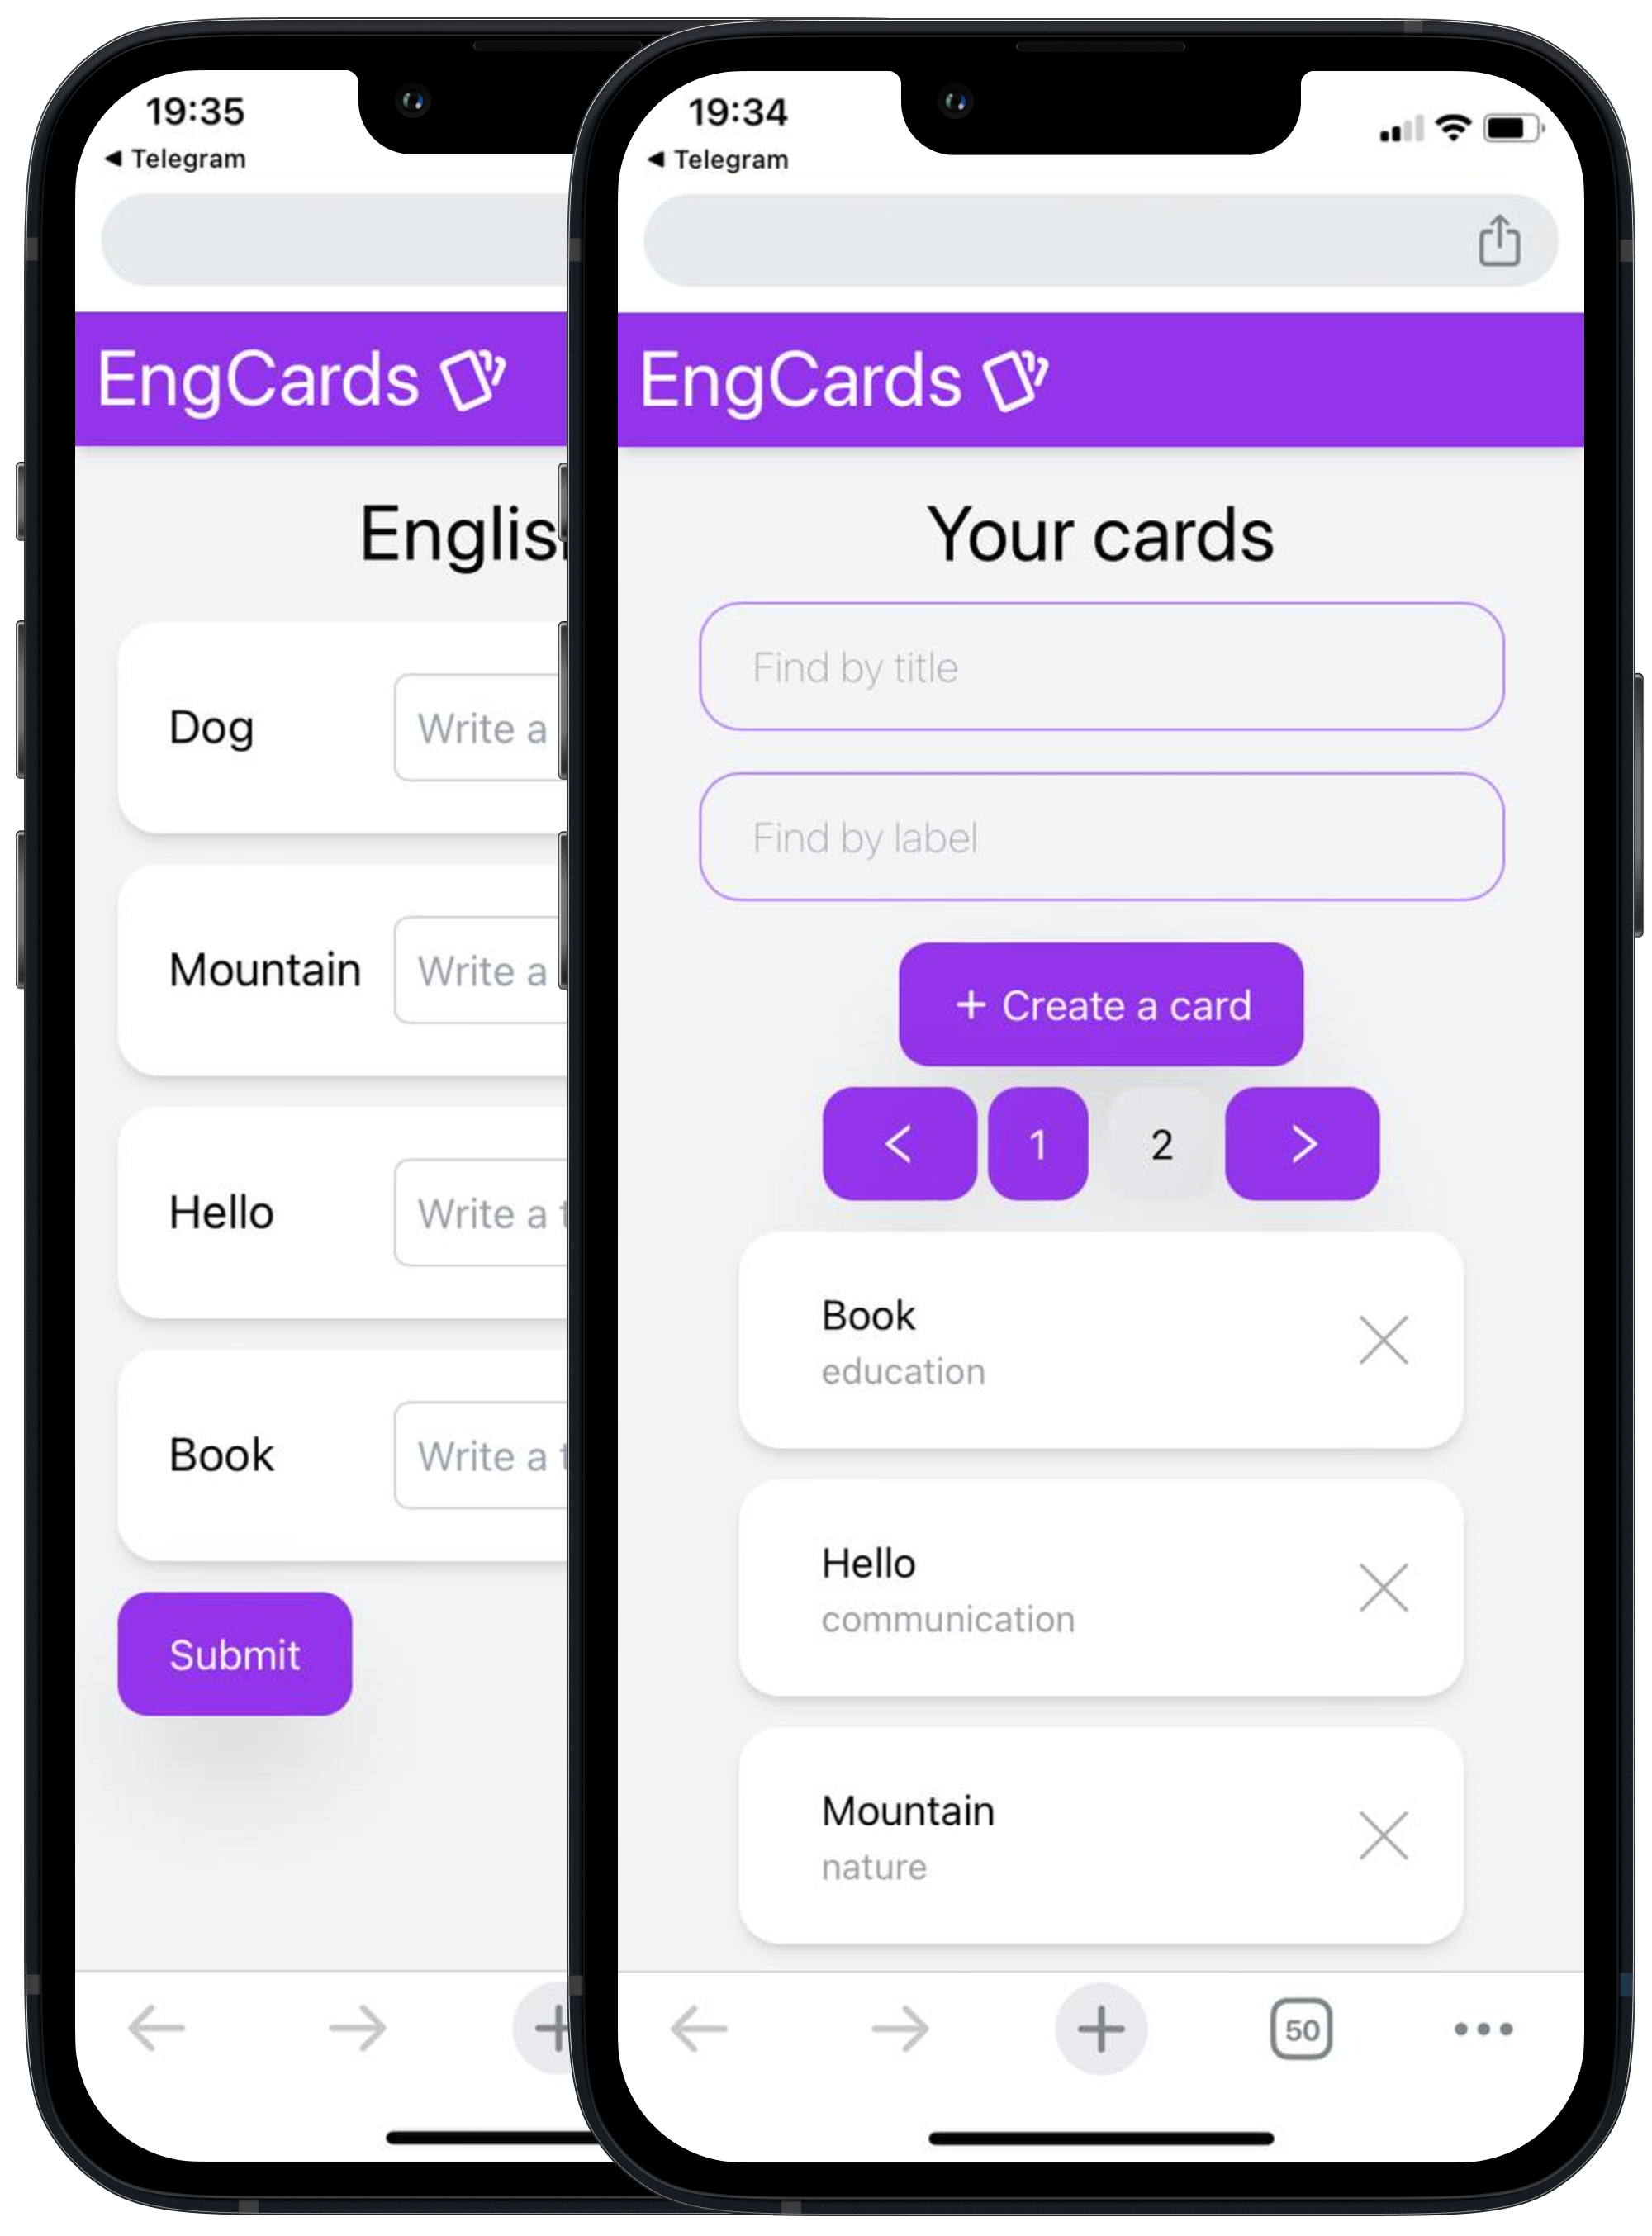 19:35
◀ Telegram
EngCards
Dog
Write a
Mountain
Write a
Hello
Write a
Book
Write a
Submit
19:34
◀ Telegram
EngCards
Your cards
Find by title
Find by label
+ Create a card
< 1 2 >
Book
education
Hello
communication
Mountain
nature
50